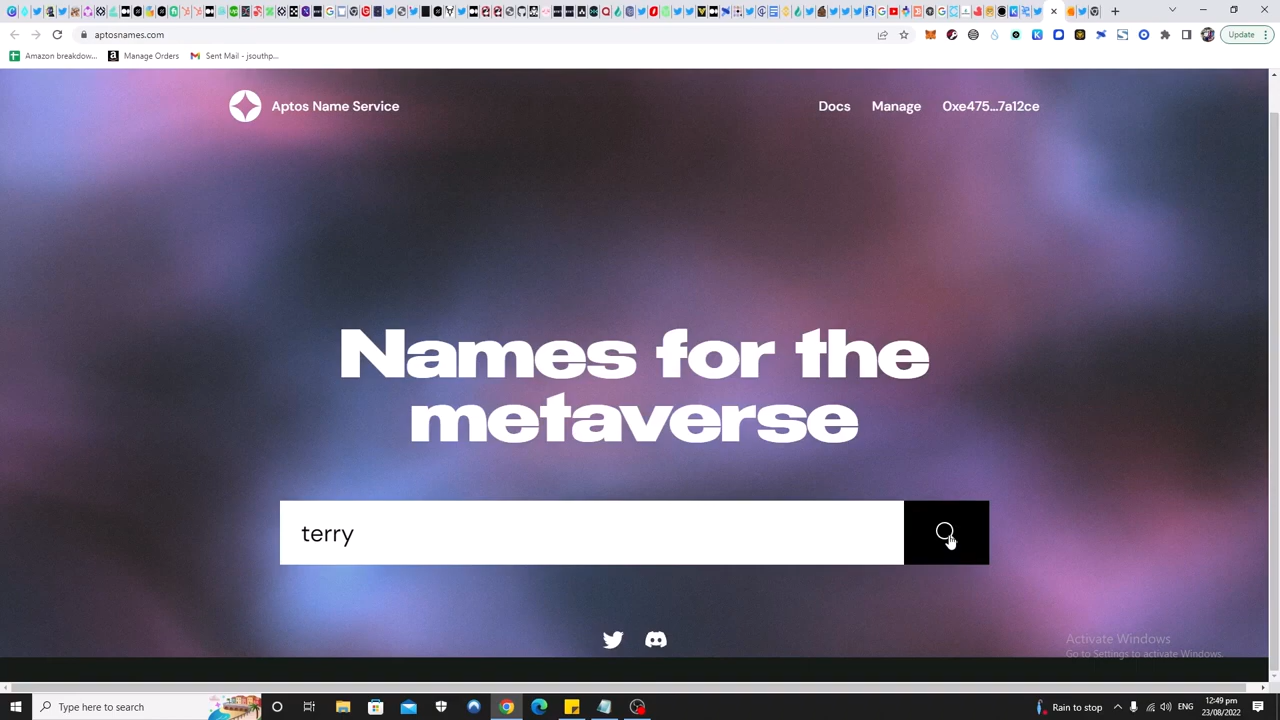 aptosnames.com
Update
Amazon breakdow...
Manage Orders
Sent Mail - jsouthp...
Aptos Name Service
Docs
Manage
0xe475...7a12ce
Names for the
metaverse
terry
Activate Windows
Go to Settings to activate Windows.
Type here to search
Rain to stop
ENG
12:49 pm
23/08/2022